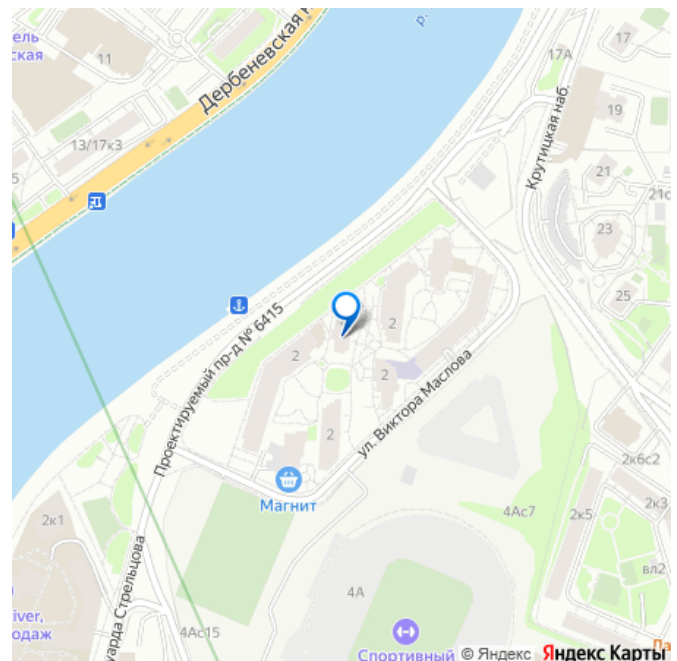 ель
ская
11
Дербеневская н
р.
17А
17
19
Крутицкая наб.
13/17к3
5
21
21с
23
25
2
2
2
2
Проектируемый пр-д № 6415
ул. Виктора Маслова
Магнит
2к6с2
2к3
2к5
4Ас7
2к1
вл2
4А
уарда Стрельцова
iver,
одаж
4Ас15
Спортивный
Ла
© Яндекс Яндекс Карты